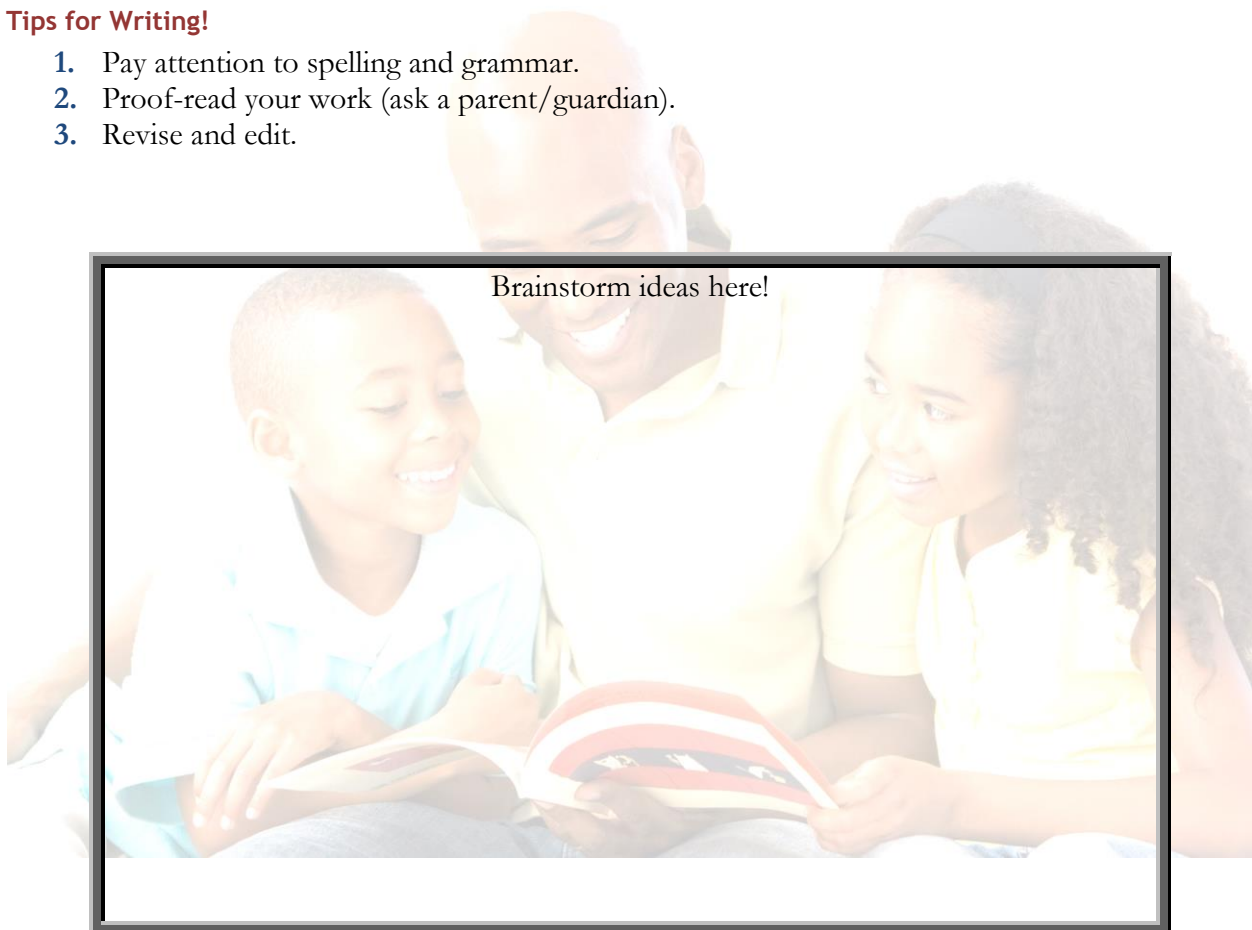 Tips for Writing!
1. Pay attention to spelling and grammar.
2. Proof-read your work (ask a parent/guardian).
3. Revise and edit.
Brainstorm ideas here!